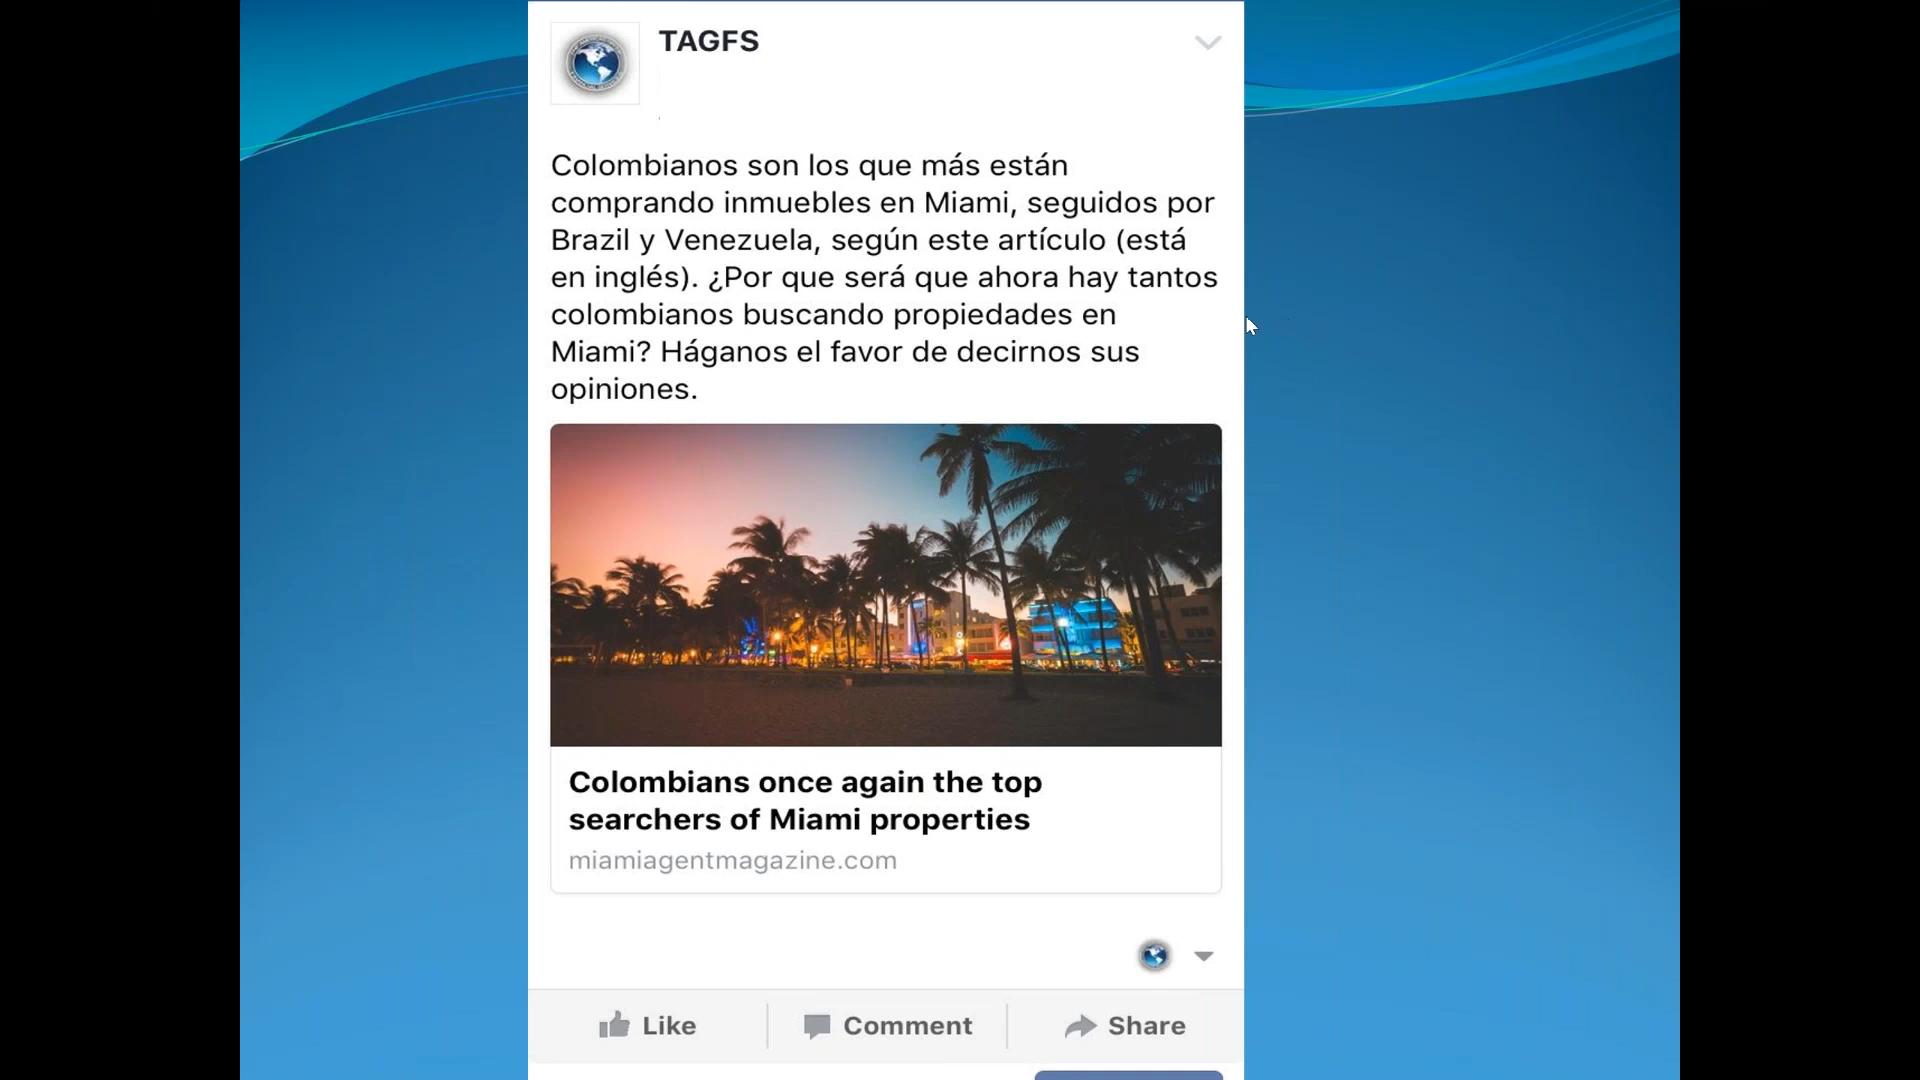 TAGFS
Colombianos son los que más están
comprando inmuebles en Miami, seguidos por
Brazil y Venezuela, según este artículo (está
en inglés). ¿Por que será que ahora hay tantos
colombianos buscando propiedades en
Miami? Háganos el favor de decirnos sus
opiniones.
Colombians once again the top
searchers of Miami properties
miamiagentmagazine.com
Like
Comment
Share